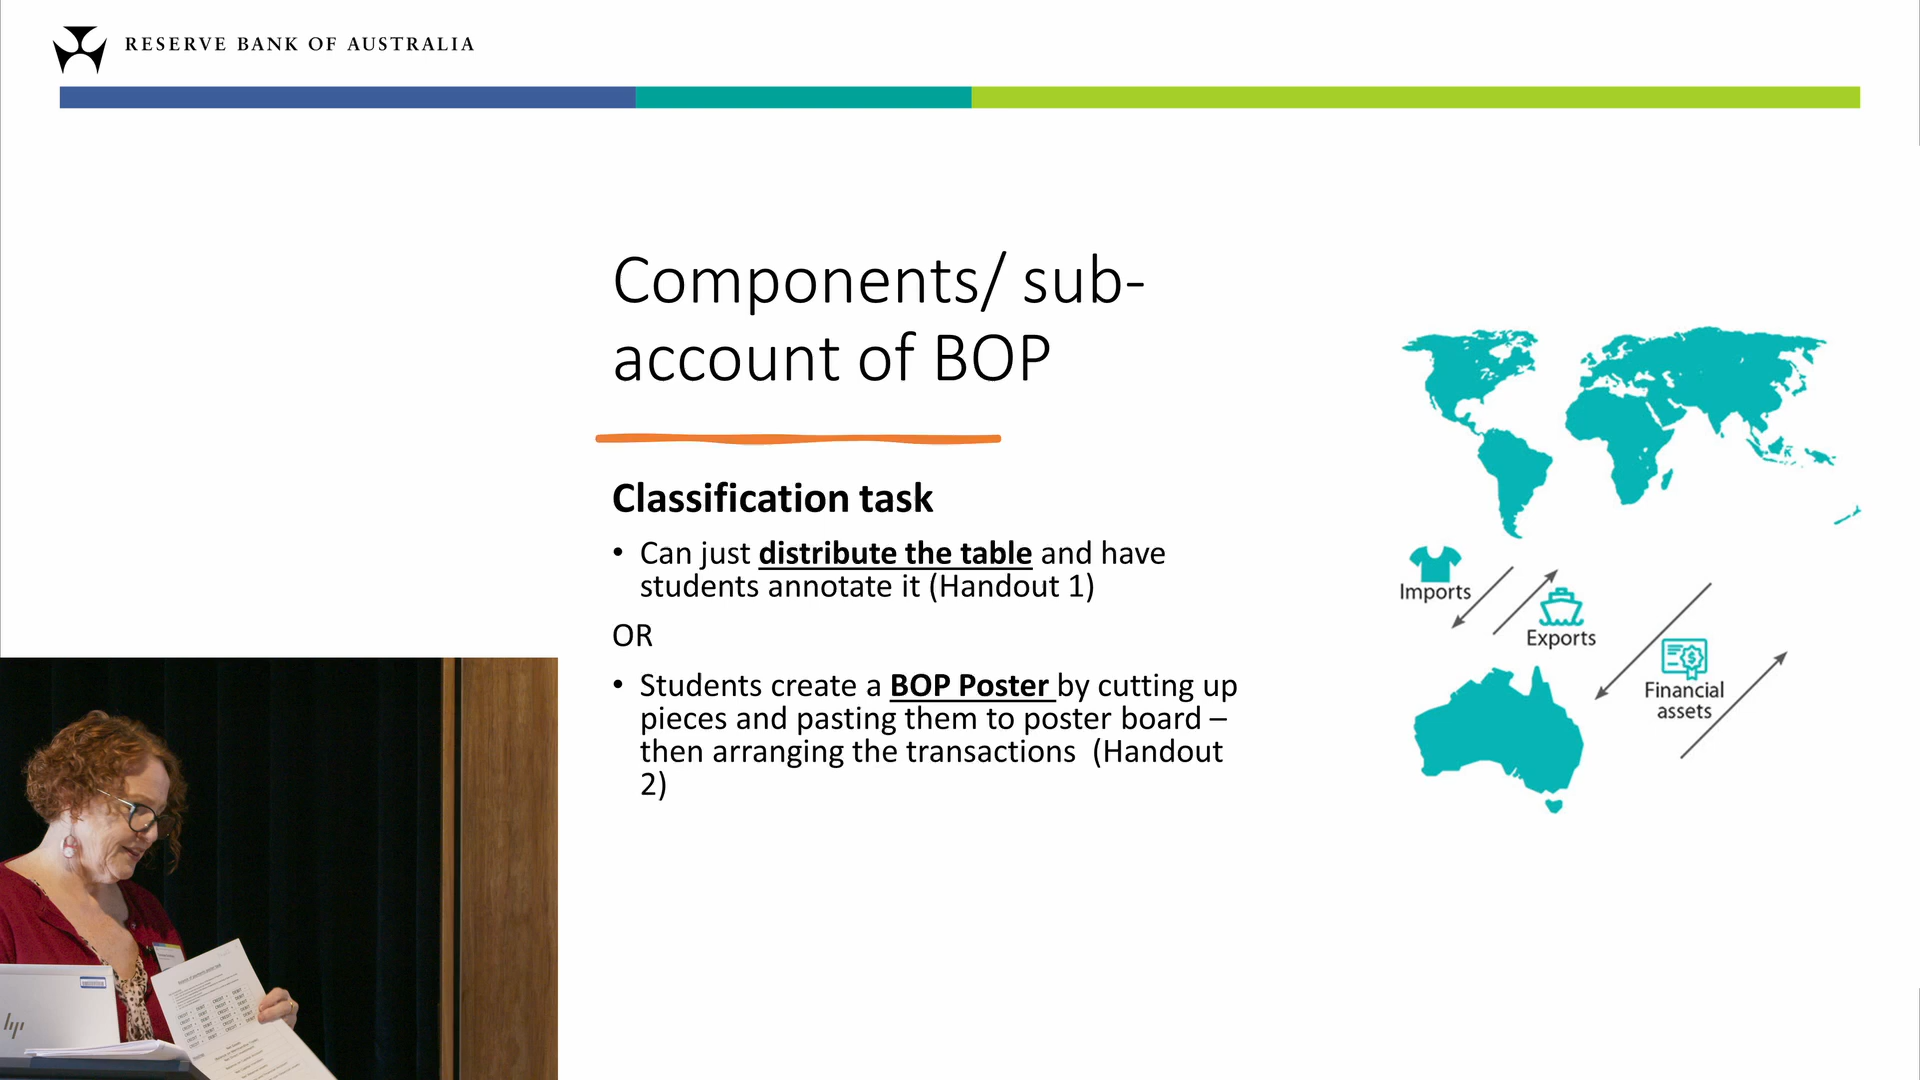 RESERVE BANK OF AUSTRALIA
Components/ sub-
account of BOP
Classification task
• Can just distribute the table and have
students annotate it (Handout 1)
OR
• Students create a BOP Poster by cutting up
pieces and pasting them to poster board –
then arranging the transactions  (Handout
2)
Imports
Exports
Financial
assets
hp